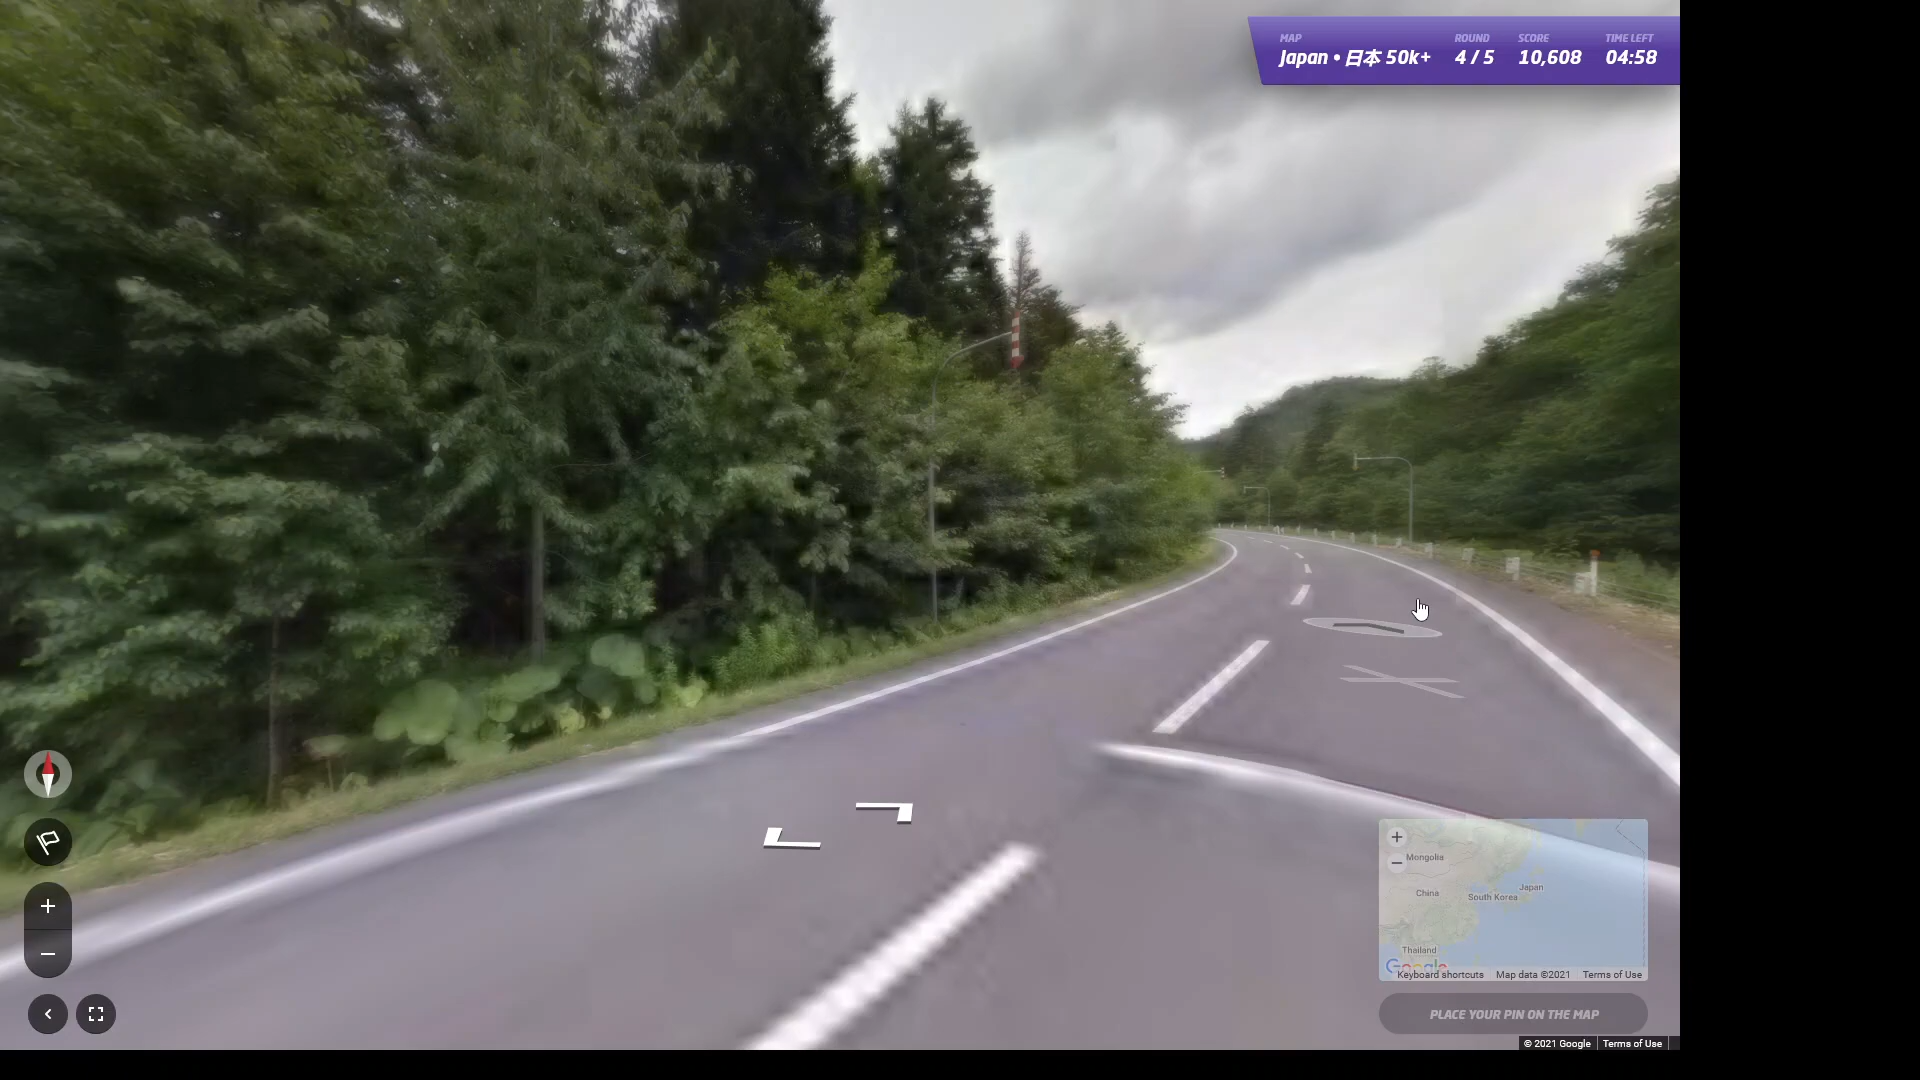 MAP ROUND SCORE TIME LEFT
Japan • 日本 50k+ 4 / 5 10,608 04:58
Mongolia
China
Japan
South Korea
Thailand
Google
Keyboard shortcuts Map data ©2021 Terms of Use
PLACE YOUR PIN ON THE MAP
© 2021 Google Terms of Use